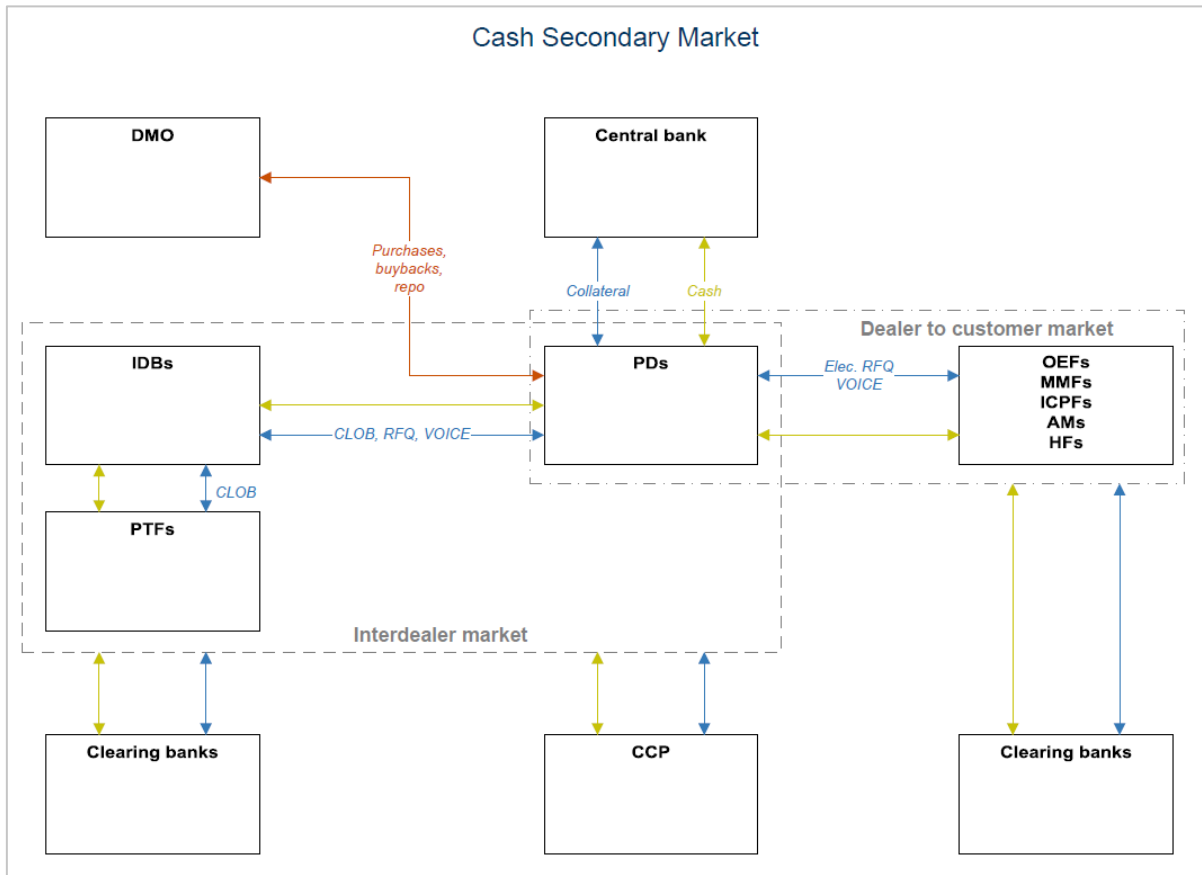 Cash Secondary Market
DMO
Central bank
Purchases,
buybacks,
repo
Collateral
Cash
Dealer to customer market
IDBs
PDs
Elec. RFQ
VOICE
OEFs
MMFs
ICPFs
AMs
HFs
CLOB, RFQ, VOICE
CLOB
PTFs
Interdealer market
Clearing banks
CCP
Clearing banks